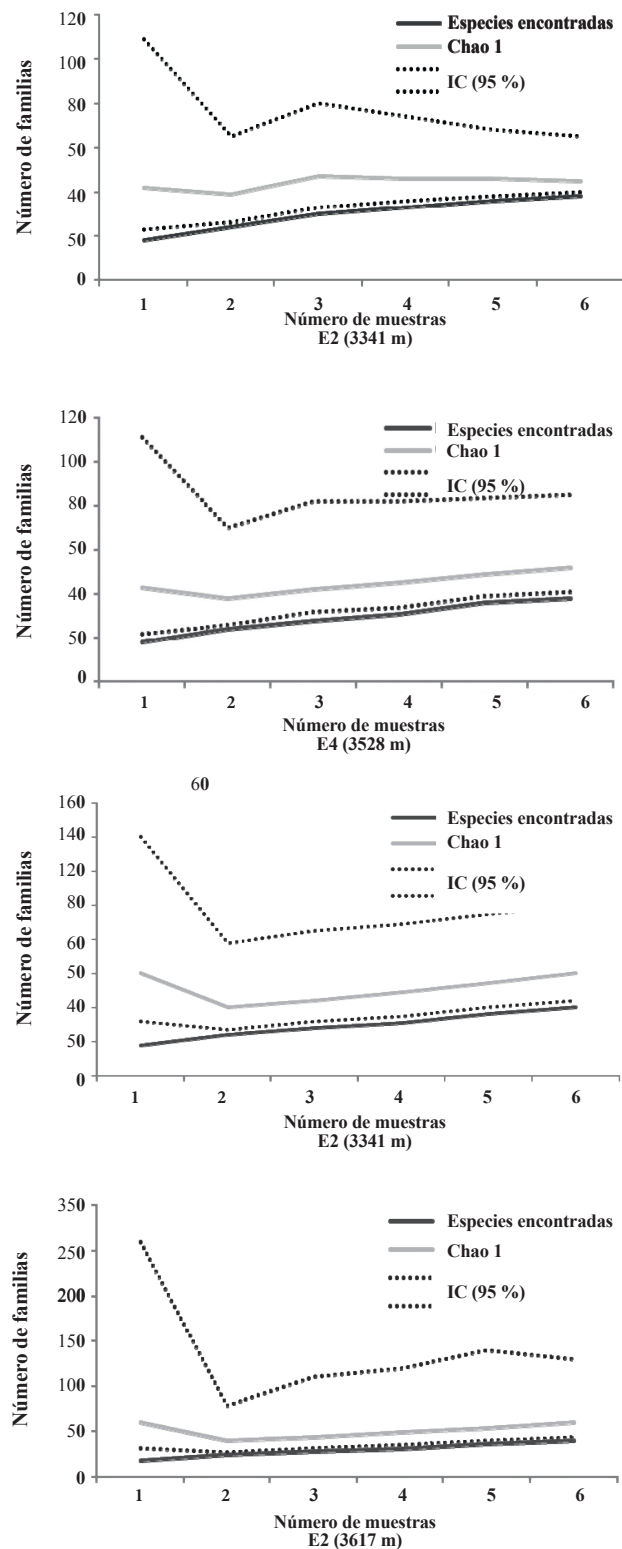 120
100
80
50
40
50
0
Número de familias
Especies encontradas
Chao 1
IC (95 %)
1 2 3 4 5 6
Número de muestras
E2 (3341 m)
120
100
80
50
40
50
0
Número de familias
Especies encontradas
Chao 1
IC (95 %)
1 2 3 4 5 6
Número de muestras
E4 (3528 m)
60
160
140
120
80
60
50
40
50
0
Número de familias
Especies encontradas
Chao 1
IC (95 %)
1 2 3 4 5 6
Número de muestras
E2 (3341 m)
350
250
200
150
100
50
0
Número de familias
Especies encontradas
Chao 1
IC (95 %)
1 2 3 4 5 6
Número de muestras
E2 (3617 m)